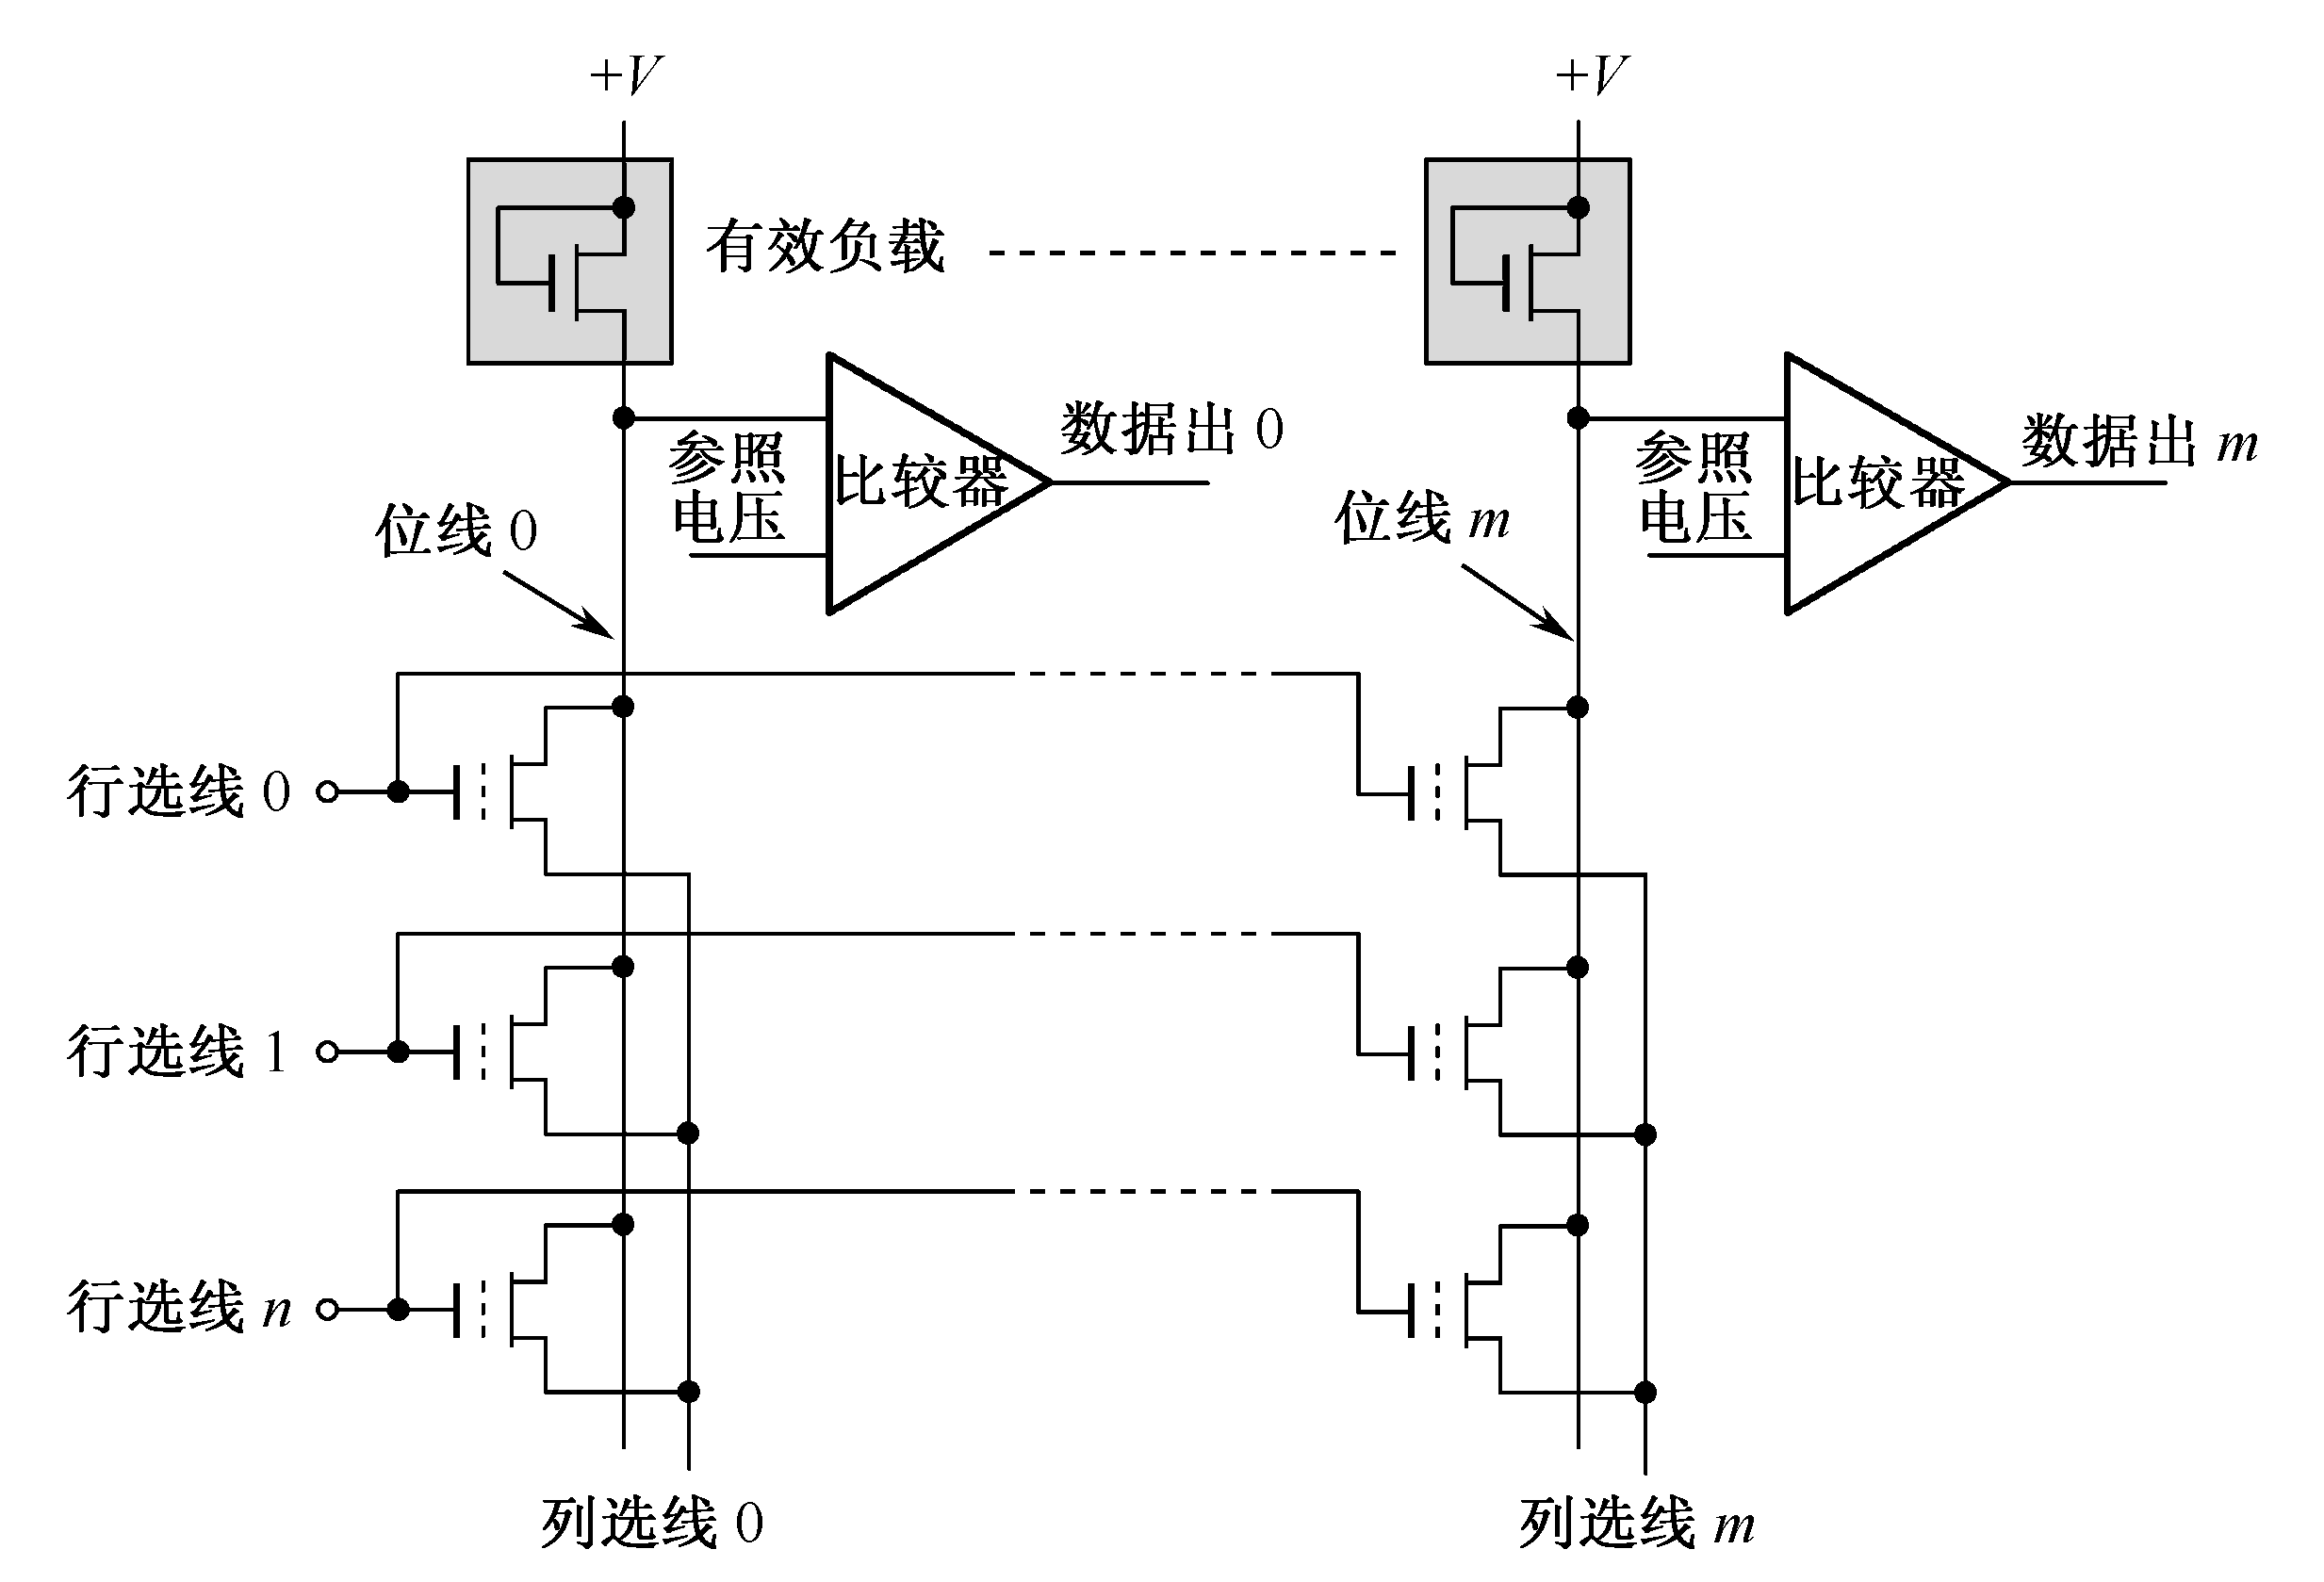 +V
+V
有效负载
数据出 0
数据出 m
参照
电压
比较器
参照
电压
比较器
位线 0
位线 m
行选线 0
行选线 1
行选线 n
列选线 0
列选线 m